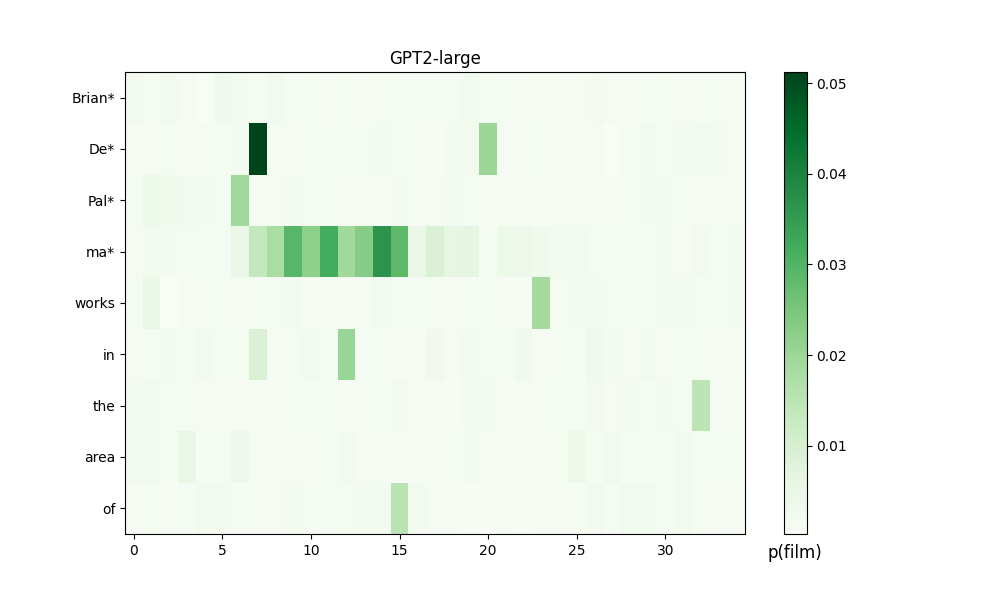 GPT2-large
Brian*
De*
Pal*
ma*
works
in
the
area
of
0 5 10 15 20 25 30
0.05
0.04
0.03
0.02
0.01
p(film)